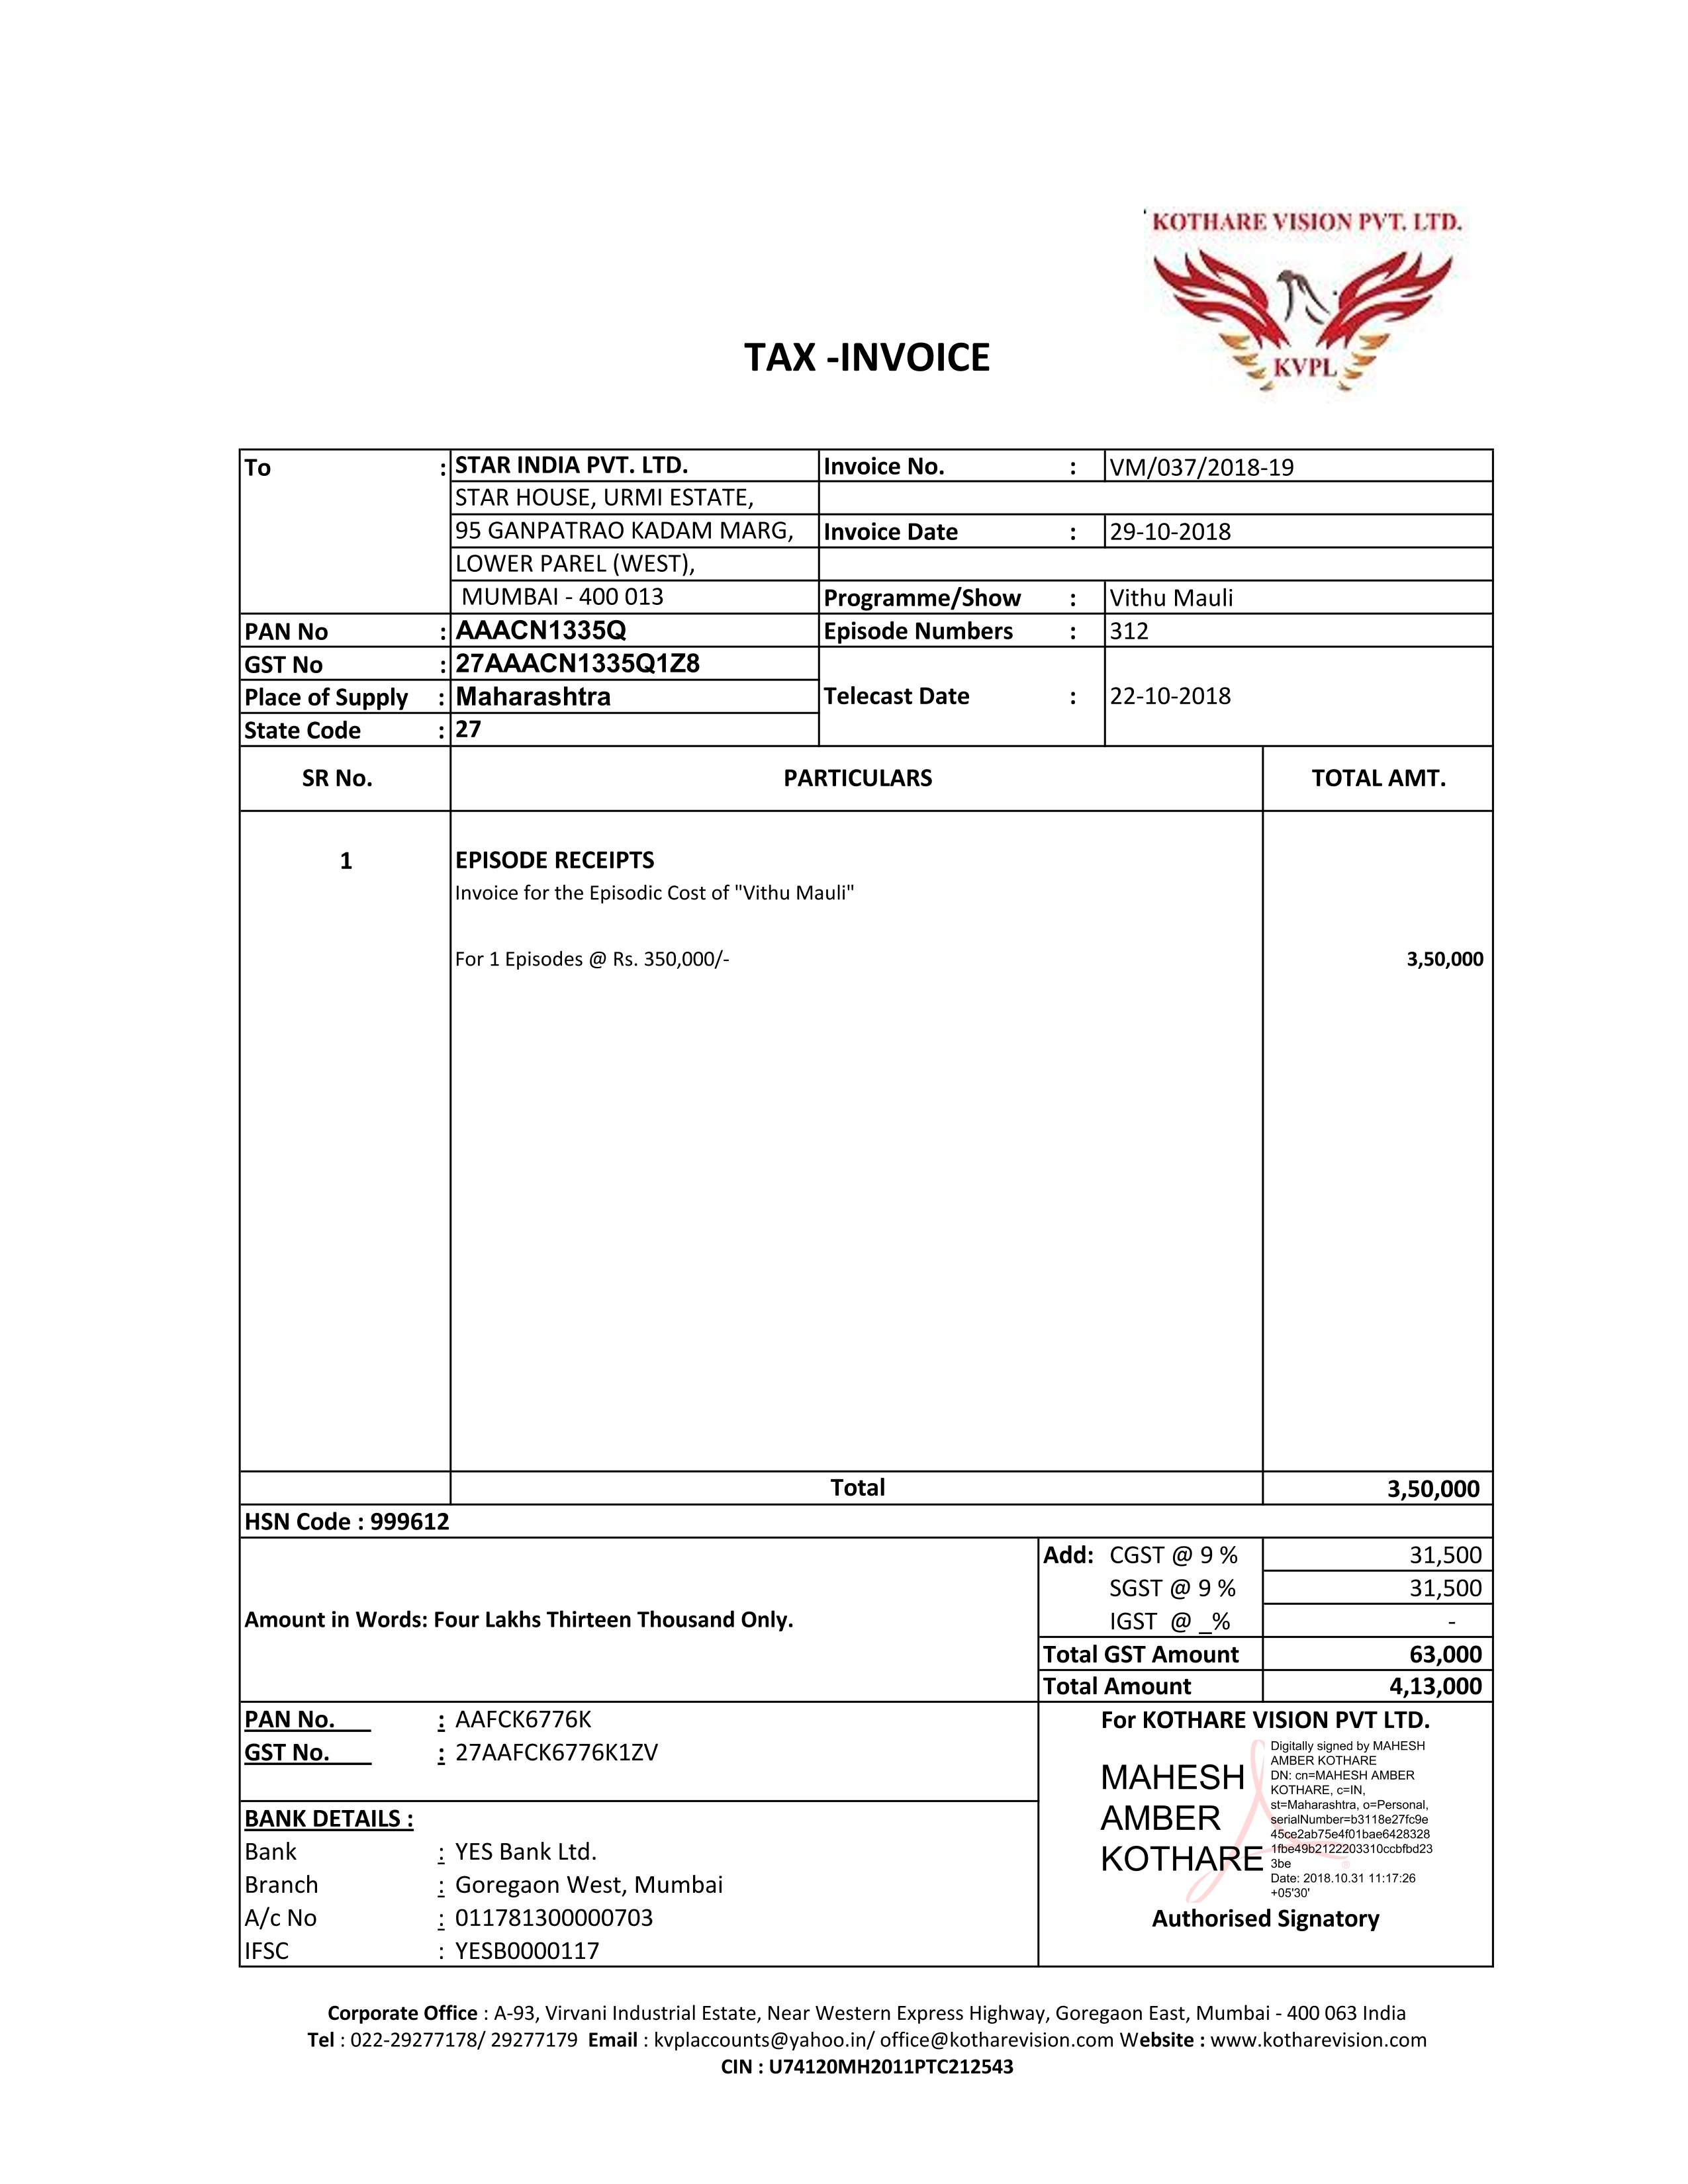 KOTHARE VISION PVT. LTD.
KVPL
TAX -INVOICE
To : STAR INDIA PVT. LTD. Invoice No. : VM/037/2018-19
STAR HOUSE, URMI ESTATE,
95 GANPATRAO KADAM MARG, Invoice Date : 29-10-2018
LOWER PAREL (WEST),
MUMBAI - 400 013 Programme/Show : Vithu Mauli
PAN No : AAACN1335Q Episode Numbers : 312
GST No : 27AAACN1335Q1Z8
Place of Supply : Maharashtra Telecast Date : 22-10-2018
State Code : 27
SR No. PARTICULARS TOTAL AMT.
1 EPISODE RECEIPTS
Invoice for the Episodic Cost of "Vithu Mauli"
For 1 Episodes @ Rs. 350,000/- 3,50,000
Total 3,50,000
HSN Code : 999612
Add: CGST @ 9 % 31,500
SGST @ 9 % 31,500
Amount in Words: Four Lakhs Thirteen Thousand Only.
IGST @ _% -
Total GST Amount 63,000
Total Amount 4,13,000
PAN No. : AAFCK6776K
GST No. : 27AAFCK6776K1ZV
BANK DETAILS :
Bank : YES Bank Ltd.
Branch : Goregaon West, Mumbai
A/c No : 011781300000703
IFSC : YESB0000117
For KOTHARE VISION PVT LTD.
MAHESH
AMBER
KOTHARE
Digitally signed by MAHESH
AMBER KOTHARE
DN: cn=MAHESH AMBER
KOTHARE, c=IN,
st=Maharashtra, o=Personal,
serialNumber=b3118e27fc9e
45ce2ab75e4f01bae6428328
1fbe49b2122203310ccbfbd23
3be
Date: 2018.10.31 11:17:26
+05'30'
Authorised Signatory
Corporate Office : A-93, Virvani Industrial Estate, Near Western Express Highway, Goregaon East, Mumbai - 400 063 India
Tel : 022-29277178/ 29277179 Email : kvplaccounts@yahoo.in/ office@kotharevision.com Website : www.kotharevision.com
CIN : U74120MH2011PTC212543